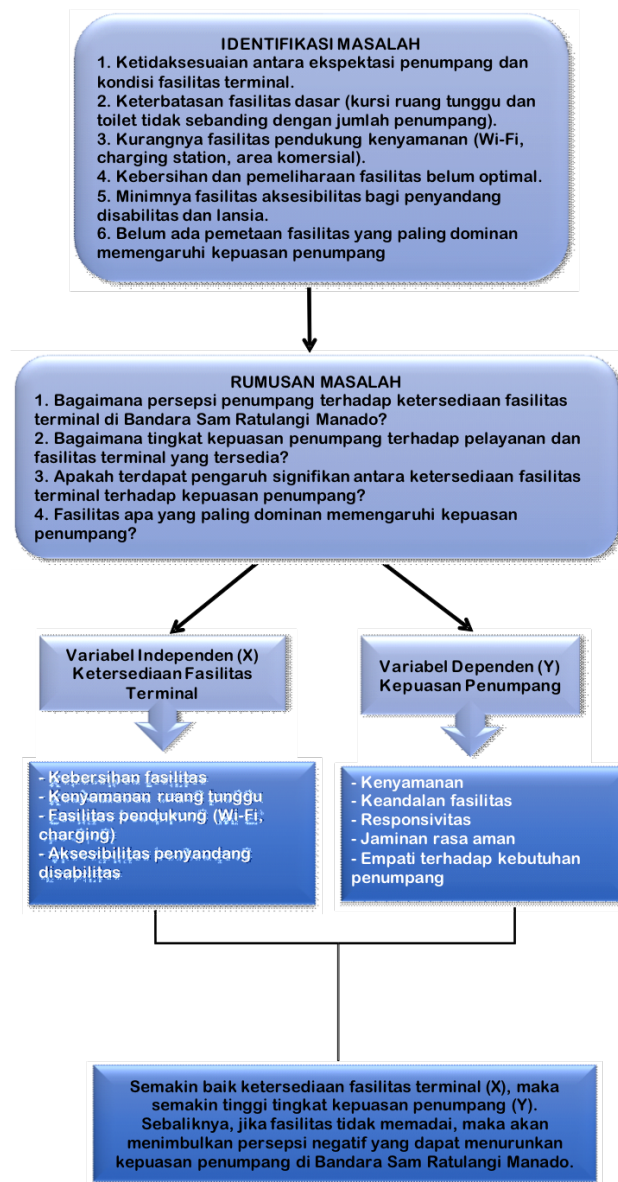 IDENTIFIKASI MASALAH
1. Ketidaksesuaian antara ekspektasi penumpang dan
kondisi fasilitas terminal.
2. Keterbatasan fasilitas dasar (kursi ruang tunggu dan
toilet tidak sebanding dengan jumlah penumpang).
3. Kurangnya fasilitas pendukung kenyamanan (Wi-Fi,
charging station, area komersial).
4. Kebersihan dan pemeliharaan fasilitas belum optimal.
5. Minimnya fasilitas aksesibilitas bagi penyandang
disabilitas dan lansia.
6. Belum ada pemetaan fasilitas yang paling dominan
memengaruhi kepuasan penumpang
RUMUSAN MASALAH
1. Bagaimana persepsi penumpang terhadap ketersediaan fasilitas
terminal di Bandara Sam Ratulangi Manado?
2. Bagaimana tingkat kepuasan penumpang terhadap pelayanan dan
fasilitas terminal yang tersedia?
3. Apakah terdapat pengaruh signifikan antara ketersediaan fasilitas
terminal terhadap kepuasan penumpang?
4. Fasilitas apa yang paling dominan memengaruhi kepuasan
penumpang?
Variabel Independen (X)
Ketersediaan Fasilitas
Terminal
Variabel Dependen (Y)
Kepuasan Penumpang
- Kebersihan fasilitas
- Kenyamanan ruang tunggu
- Fasilitas pendukung (Wi-Fi,
charging)
- Aksesibilitas penyandang
disabilitas
- Kenyamanan
- Keandalan fasilitas
- Responsivitas
- Jaminan rasa aman
- Empati terhadap kebutuhan
penumpang
Semakin baik ketersediaan fasilitas terminal (X), maka
semakin tinggi tingkat kepuasan penumpang (Y).
Sebaliknya, jika fasilitas tidak memadai, maka akan
menimbulkan persepsi negatif yang dapat menurunkan
kepuasan penumpang di Bandara Sam Ratulangi Manado.